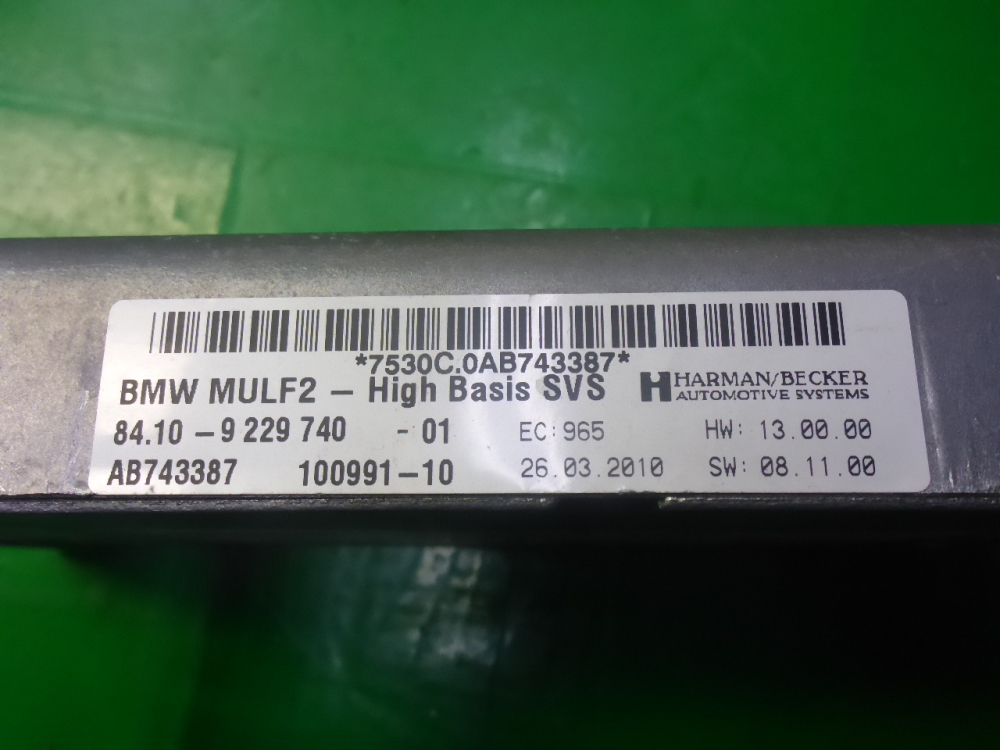 *7530C.0AB743387*
BMW MULF2 – High Basis SVS
HARMAN/BECKER
AUTOMOTIVE SYSTEMS
84.10 – 9 229 740 - 01 EC: 965 HW: 13.00.00
AB743387 100991–10 26.03.2010 SW: 08.11.00